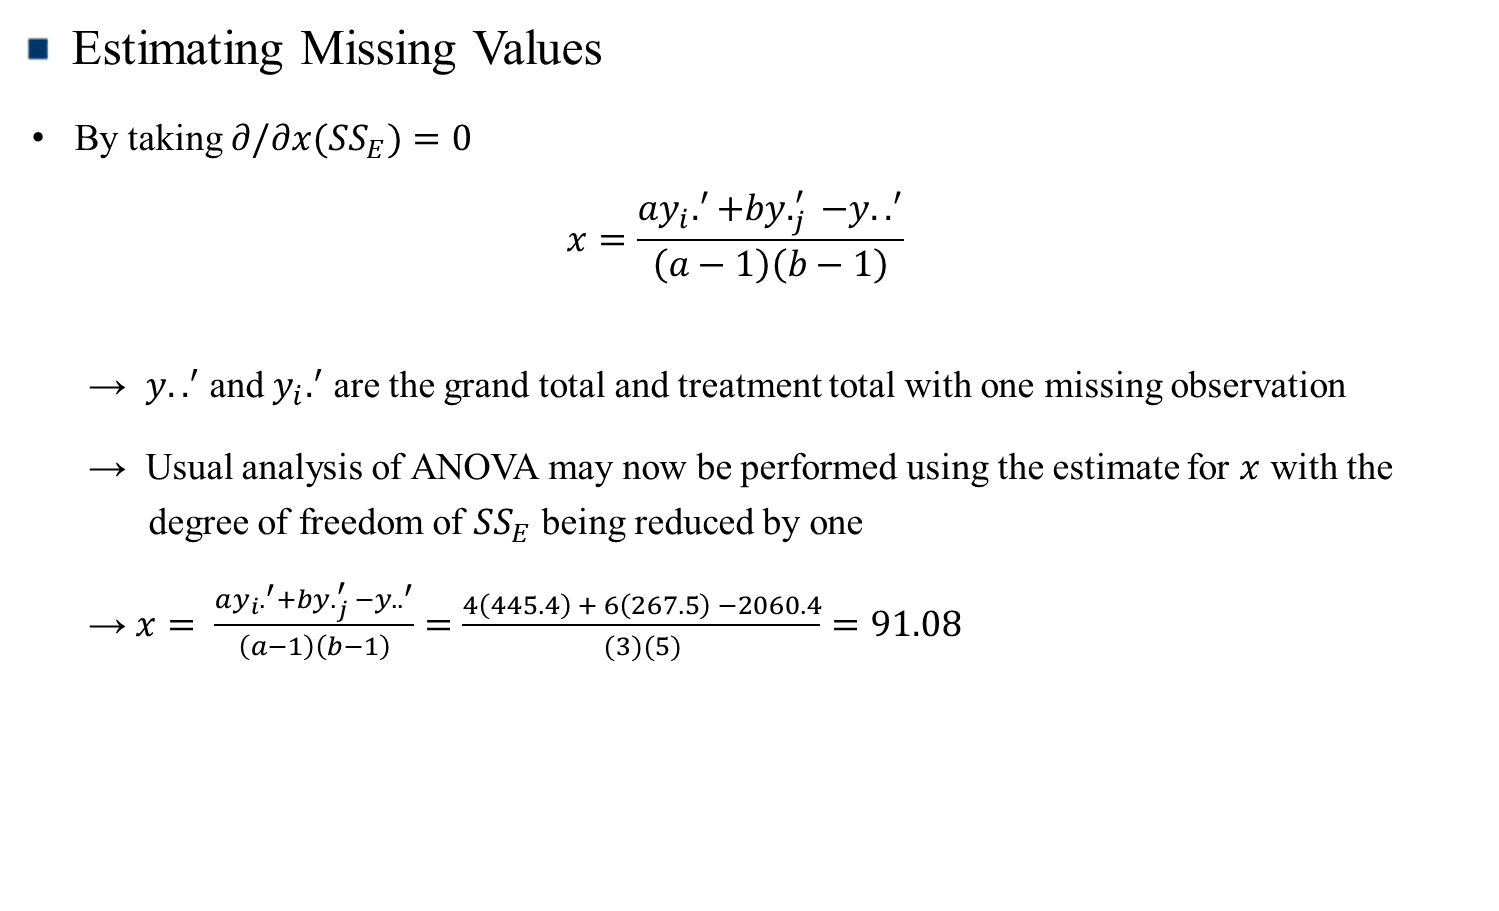 ■ Estimating Missing Values
• By taking ∂/∂x(SS_E) = 0
x = (ay_i.′ +by._j′ −y..′) / ((a − 1)(b − 1))
→ y..′ and y_i.′ are the grand total and treatment total with one missing observation
→ Usual analysis of ANOVA may now be performed using the estimate for x with the
degree of freedom of SS_E being reduced by one
→ x = (ay_i.′+by._j′ −y..′) / ((a−1)(b−1)) = (4(445.4) + 6(267.5) −2060.4) / ((3)(5)) = 91.08